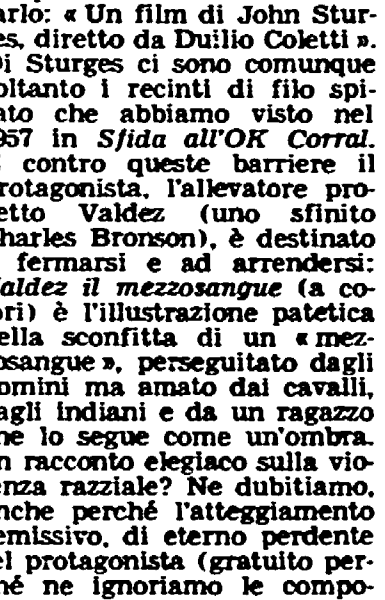 arlo: « Un film di John Stur-
es, diretto da Duilio Coletti ».
Di Sturges ci sono comunque
oltanto i recinti di filo spi-
ato che abbiamo visto nel
957 in Sfida all'OK Corral.
contro queste barriere il
rotagonista, l'allevatore pro-
etto Valdez (uno sfinito
harles Bronson), è destinato
fermarsi e ad arrendersi:
aldez il mezzosangue (a co-
ori) è l'illustrazione patetica
ella sconfitta di un « mez-
osangue », perseguitato dagli
omini ma amato dai cavalli,
agli indiani e da un ragazzo
he lo segue come un'ombra.
n racconto elegiaco sulla vio-
enza razziale? Ne dubitiamo,
nche perché l'atteggiamento
emissivo, di eterno perdente
el protagonista (gratuito per-
hé ne ignoriamo le compo-